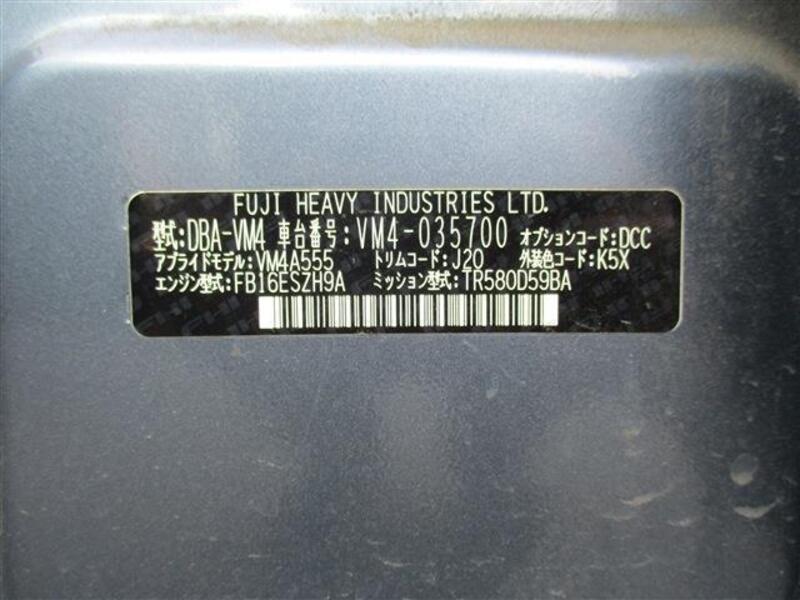 FUJI HEAVY INDUSTRIES LTD.
型式:DBA-VM4 車台番号:VM4-035700 オプションコード:DCC
アプライドモデル:VM4A555 トリムコード:J20 外装色コード:K5X
エンジン型式:FB16ESZH9A ミッション型式:TR580D59BA